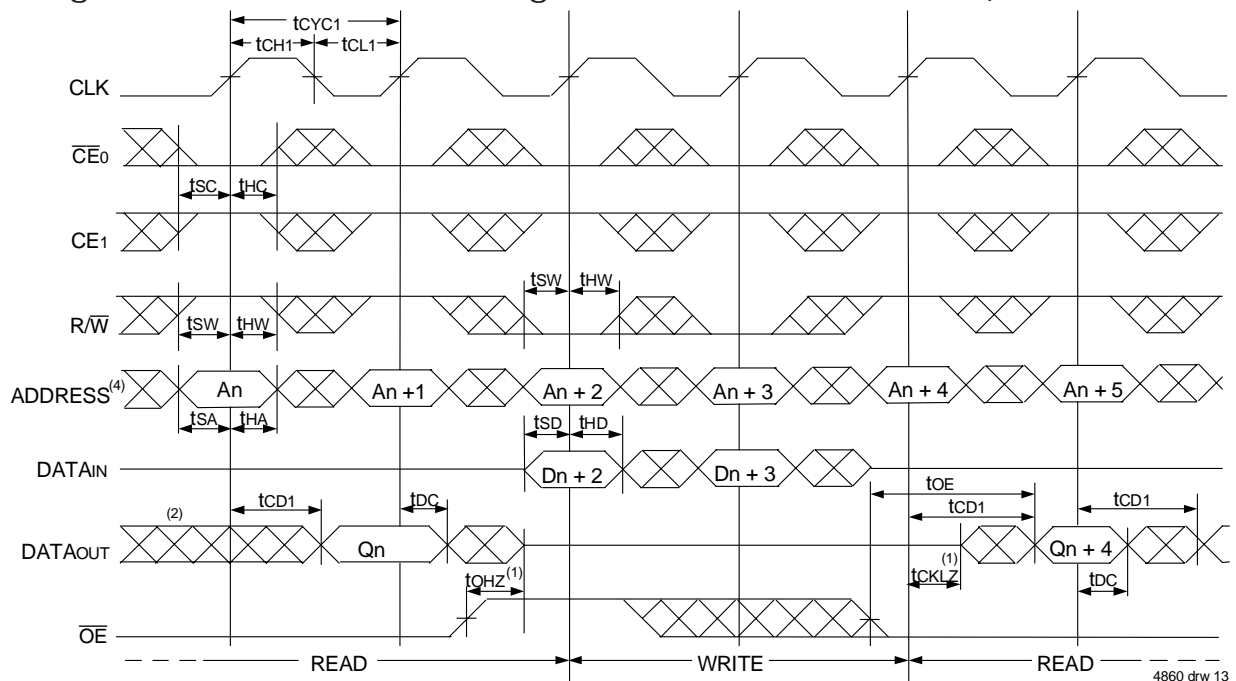 tCYC1
tCH1 tCL1
CLK
CE0
tSC tHC
CE1
tSW tHW
R/W
tSW tHW
ADDRESS(4) An An +1 An + 2 An + 3 An + 4 An + 5
tSA tHA tSD tHD
DATAIN Dn + 2 Dn + 3
tOE
tCD1 tDC tCD1 tCD1
(2)
DATAOUT Qn Qn + 4
tOHZ(1) tCKLZ(1) tDC
OE
READ WRITE READ
4860 drw 13